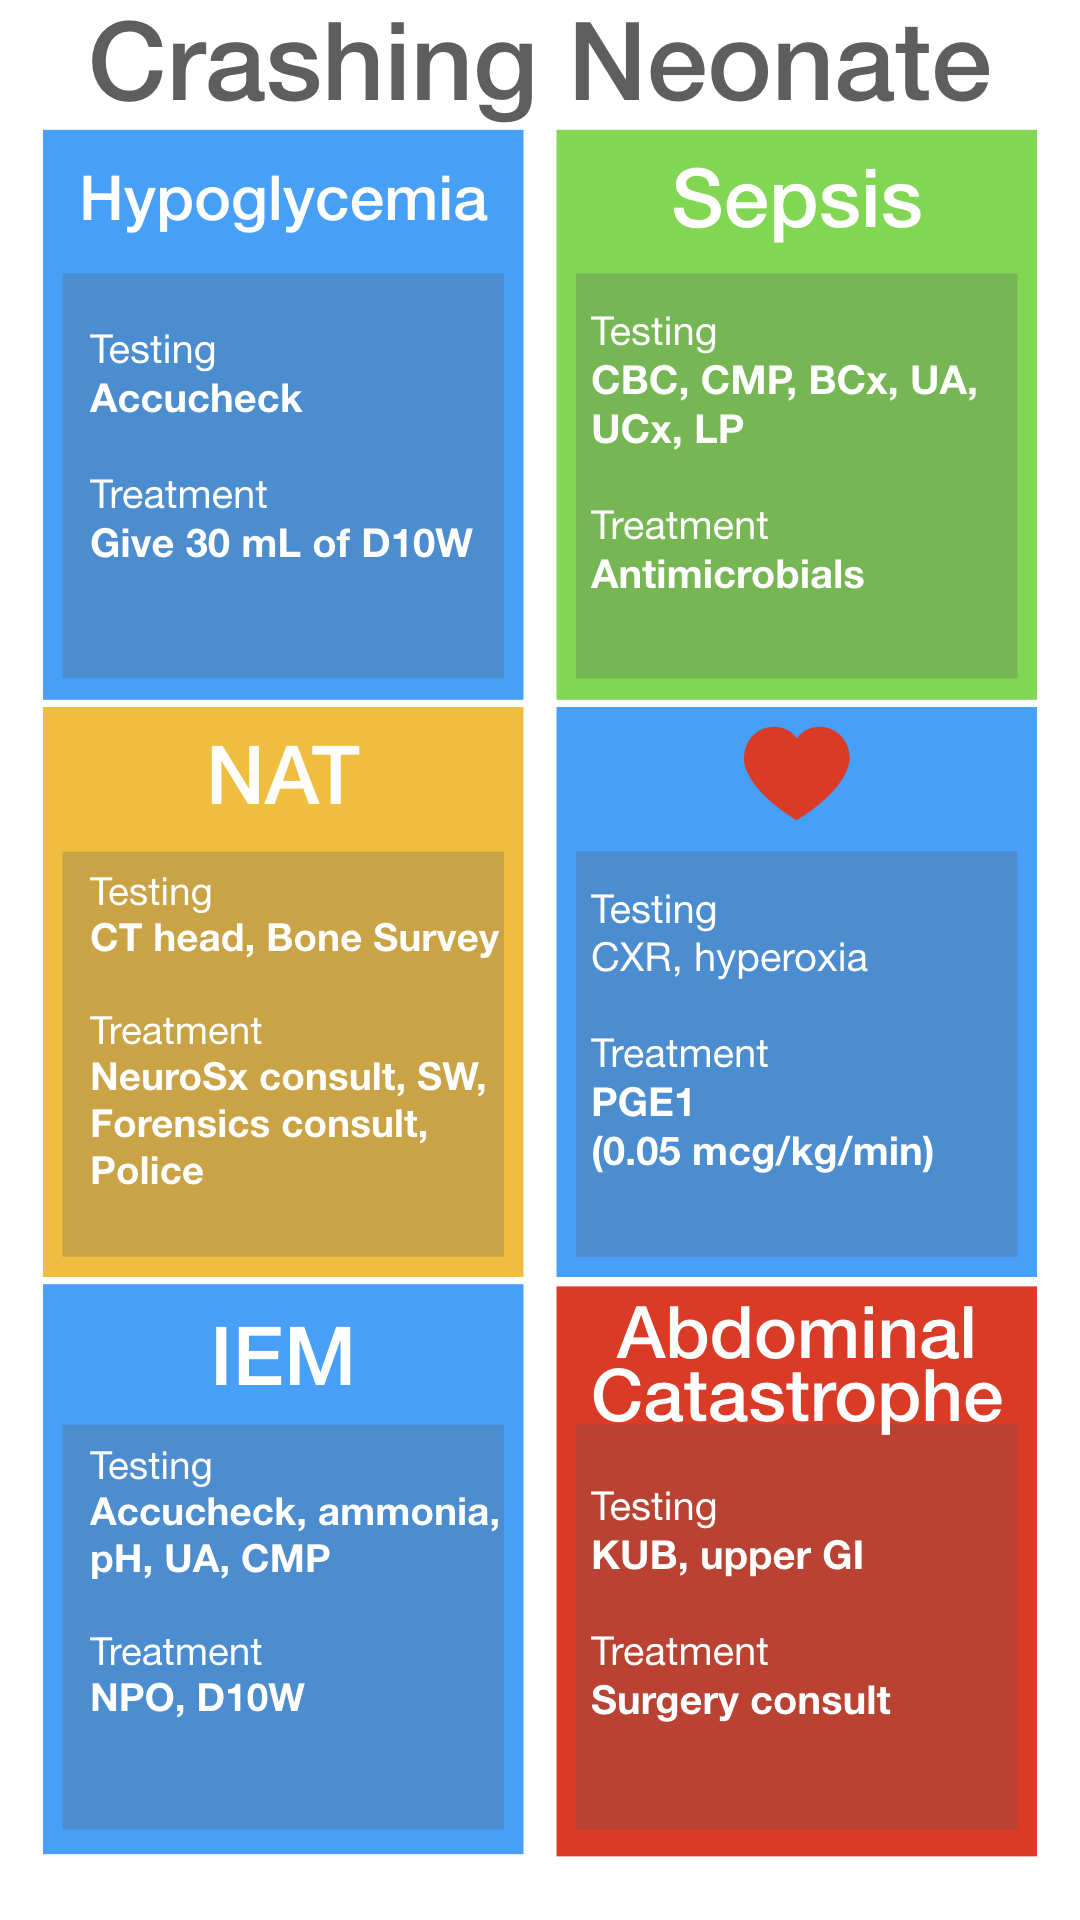 Crashing Neonate
Hypoglycemia
Testing
Accucheck
Treatment
Give 30 mL of D10W
Sepsis
Testing
CBC, CMP, BCx, UA,
UCx, LP
Treatment
Antimicrobials
NAT
Testing
CT head, Bone Survey
Treatment
NeuroSx consult, SW,
Forensics consult,
Police
Testing
CXR, hyperoxia
Treatment
PGE1
(0.05 mcg/kg/min)
IEM
Testing
Accucheck, ammonia,
pH, UA, CMP
Treatment
NPO, D10W
Abdominal
Catastrophe
Testing
KUB, upper GI
Treatment
Surgery consult